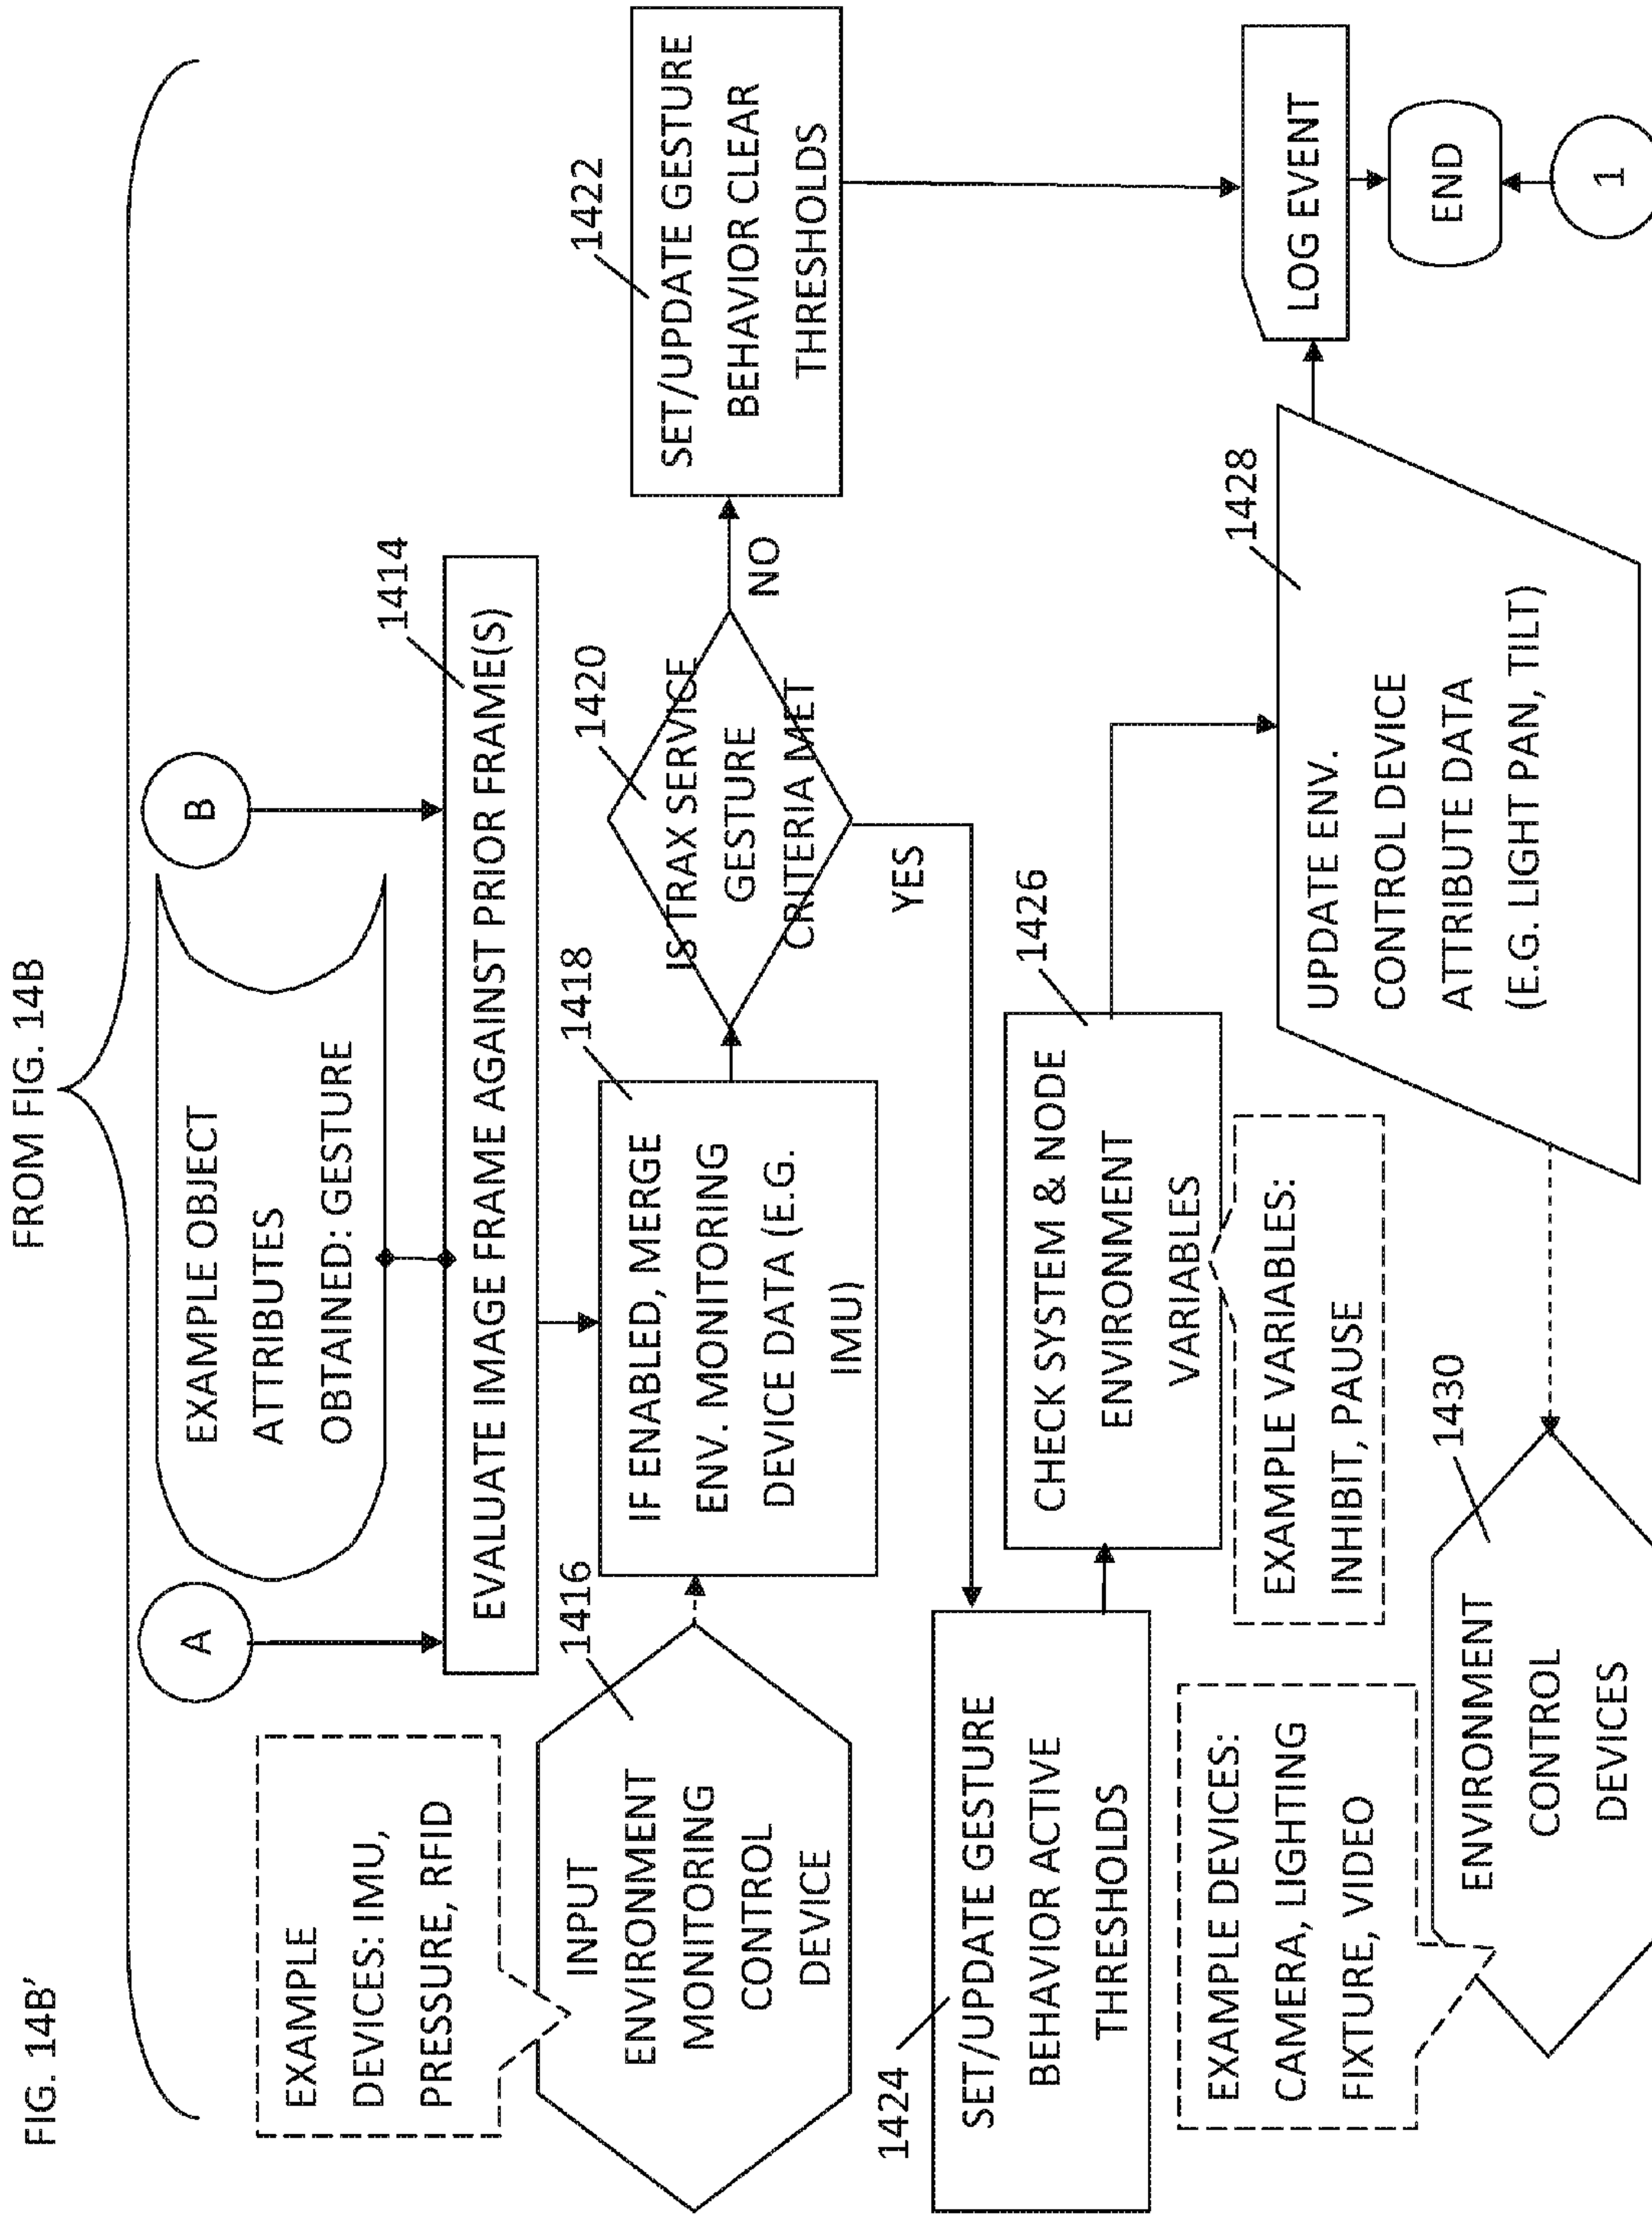 FIG. 14B'
FROM FIG. 14B
A
EXAMPLE OBJECT
ATTRIBUTES
OBTAINED: GESTURE
B
1414
EVALUATE IMAGE FRAME AGAINST PRIOR FRAME(S)
EXAMPLE
DEVICES: IMU,
PRESSURE, RFID
1416
INPUT
ENVIRONMENT
MONITORING
CONTROL
DEVICE
1418
IF ENABLED, MERGE
ENV. MONITORING
DEVICE DATA (E.G.
IMU)
1420
IS TRAX SERVICE
GESTURE
CRITERIA MET
NO
YES
1422
SET/UPDATE GESTURE
BEHAVIOR CLEAR
THRESHOLDS
1424
SET/UPDATE GESTURE
BEHAVIOR ACTIVE
THRESHOLDS
1426
CHECK SYSTEM & NODE
ENVIRONMENT
VARIABLES
EXAMPLE VARIABLES:
INHIBIT, PAUSE
1428
UPDATE ENV.
CONTROL DEVICE
ATTRIBUTE DATA
(E.G. LIGHT PAN, TILT)
LOG EVENT
END
1
EXAMPLE DEVICES:
CAMERA, LIGHTING
FIXTURE, VIDEO
1430
ENVIRONMENT
CONTROL
DEVICES